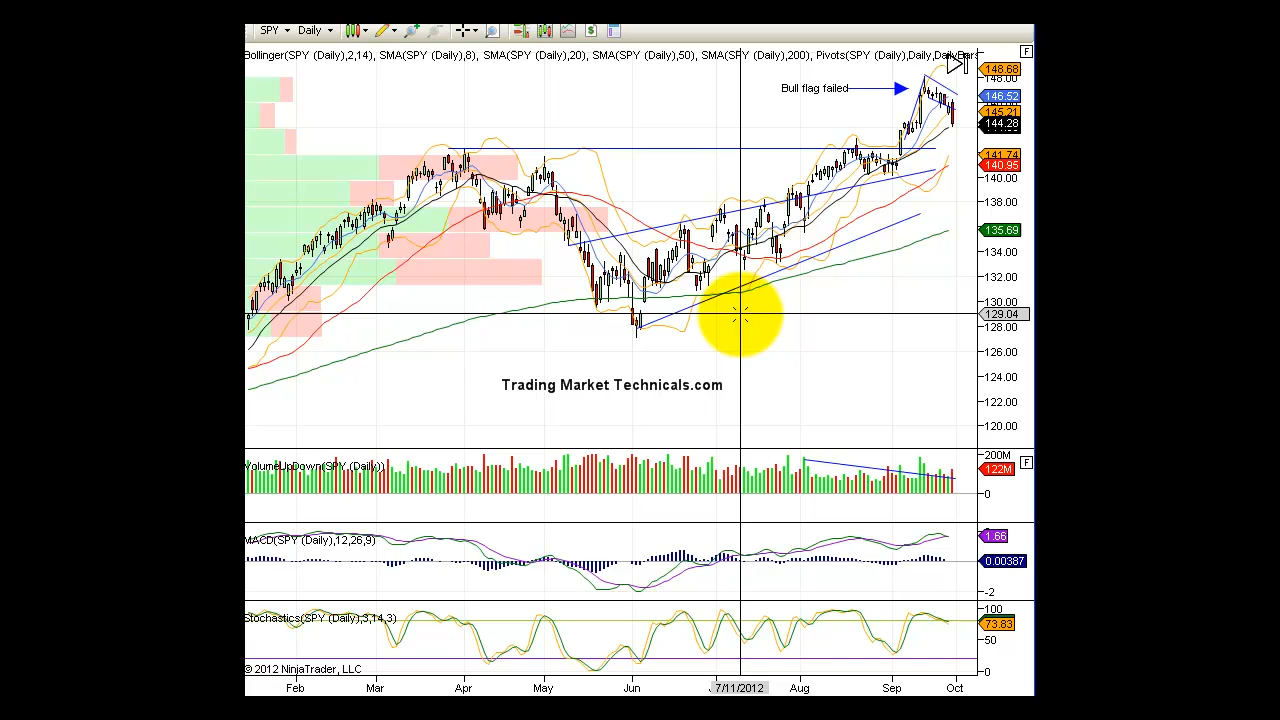 SPY Daily
Bollinger(SPY (Daily),2,14), SMA(SPY (Daily),8), SMA(SPY (Daily),20), SMA(SPY (Daily),50), SMA(SPY (Daily),200), Pivots(SPY (Daily),Daily,DailyBars
F
148.68
148.00
Bull flag failed
146.52
145.21
144.28
141.74
140.95
140.00
138.00
135.69
134.00
132.00
130.00
129.04
128.00
126.00
Trading Market Technicals.com
124.00
122.00
120.00
VolumeUpDown(SPY (Daily))
200M
F
122M
0
MACD(SPY (Daily),12,26,9)
1.66
0.00387
-2
Stochastics(SPY (Daily),3,14,3)
100
73.83
50
0
© 2012 NinjaTrader, LLC
Feb Mar Apr May Jun 7/11/2012 Aug Sep Oct